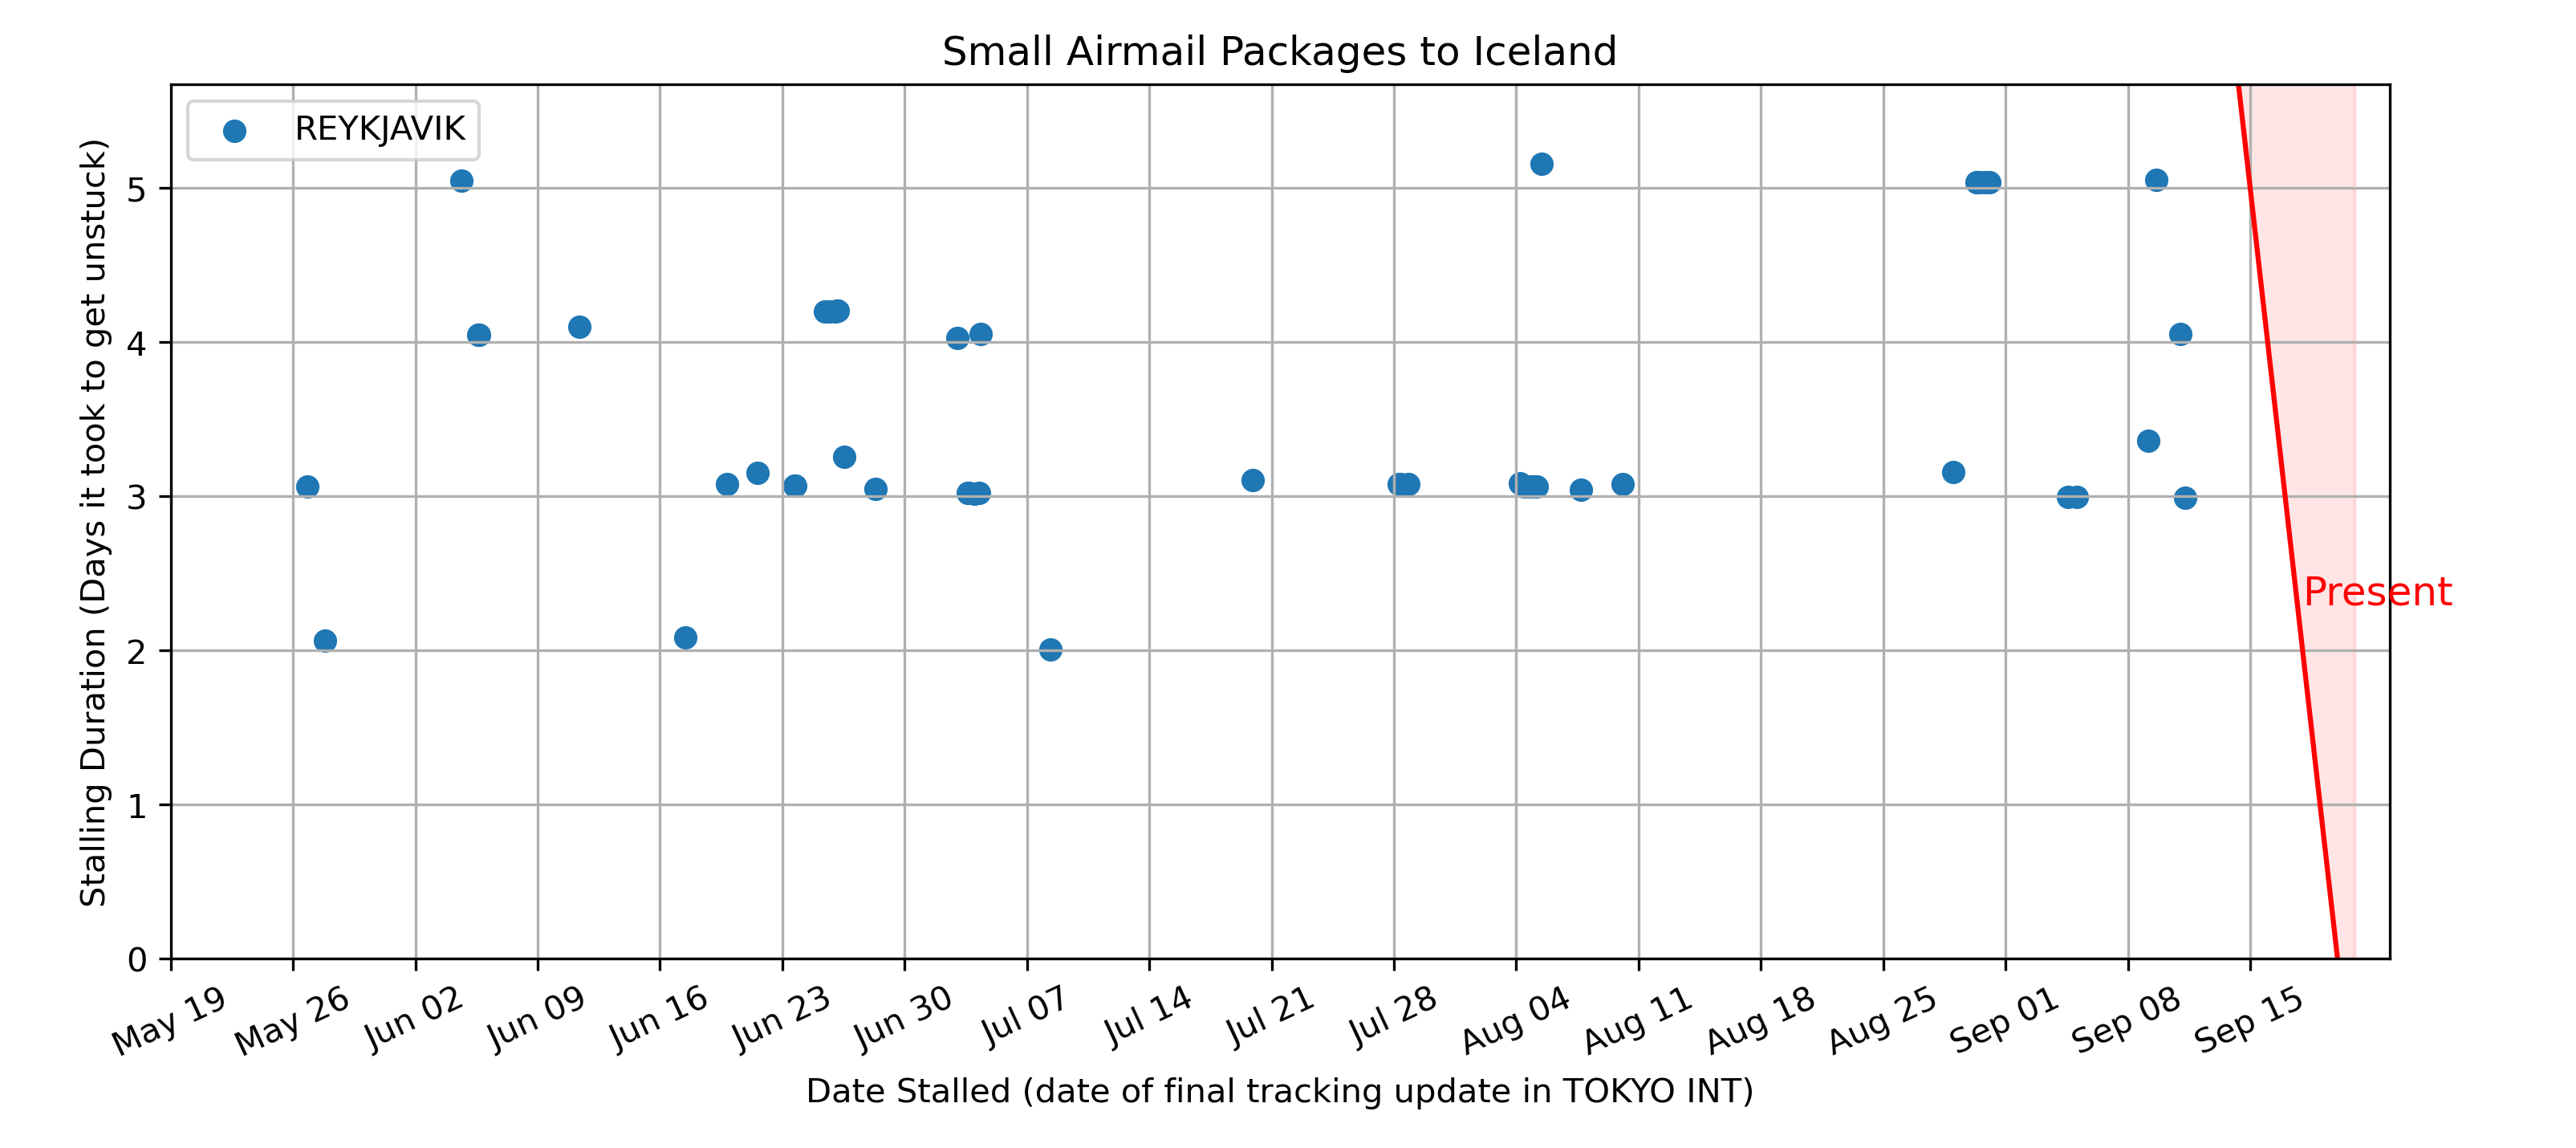 Small Airmail Packages to Iceland
REYKJAVIK
Stalling Duration (Days it took to get unstuck)
5
4
3
2
1
0
Present
May 19
May 26
Jun 02
Jun 09
Jun 16
Jun 23
Jun 30
Jul 07
Jul 14
Jul 21
Jul 28
Aug 04
Aug 11
Aug 18
Aug 25
Sep 01
Sep 08
Sep 15
Date Stalled (date of final tracking update in TOKYO INT)